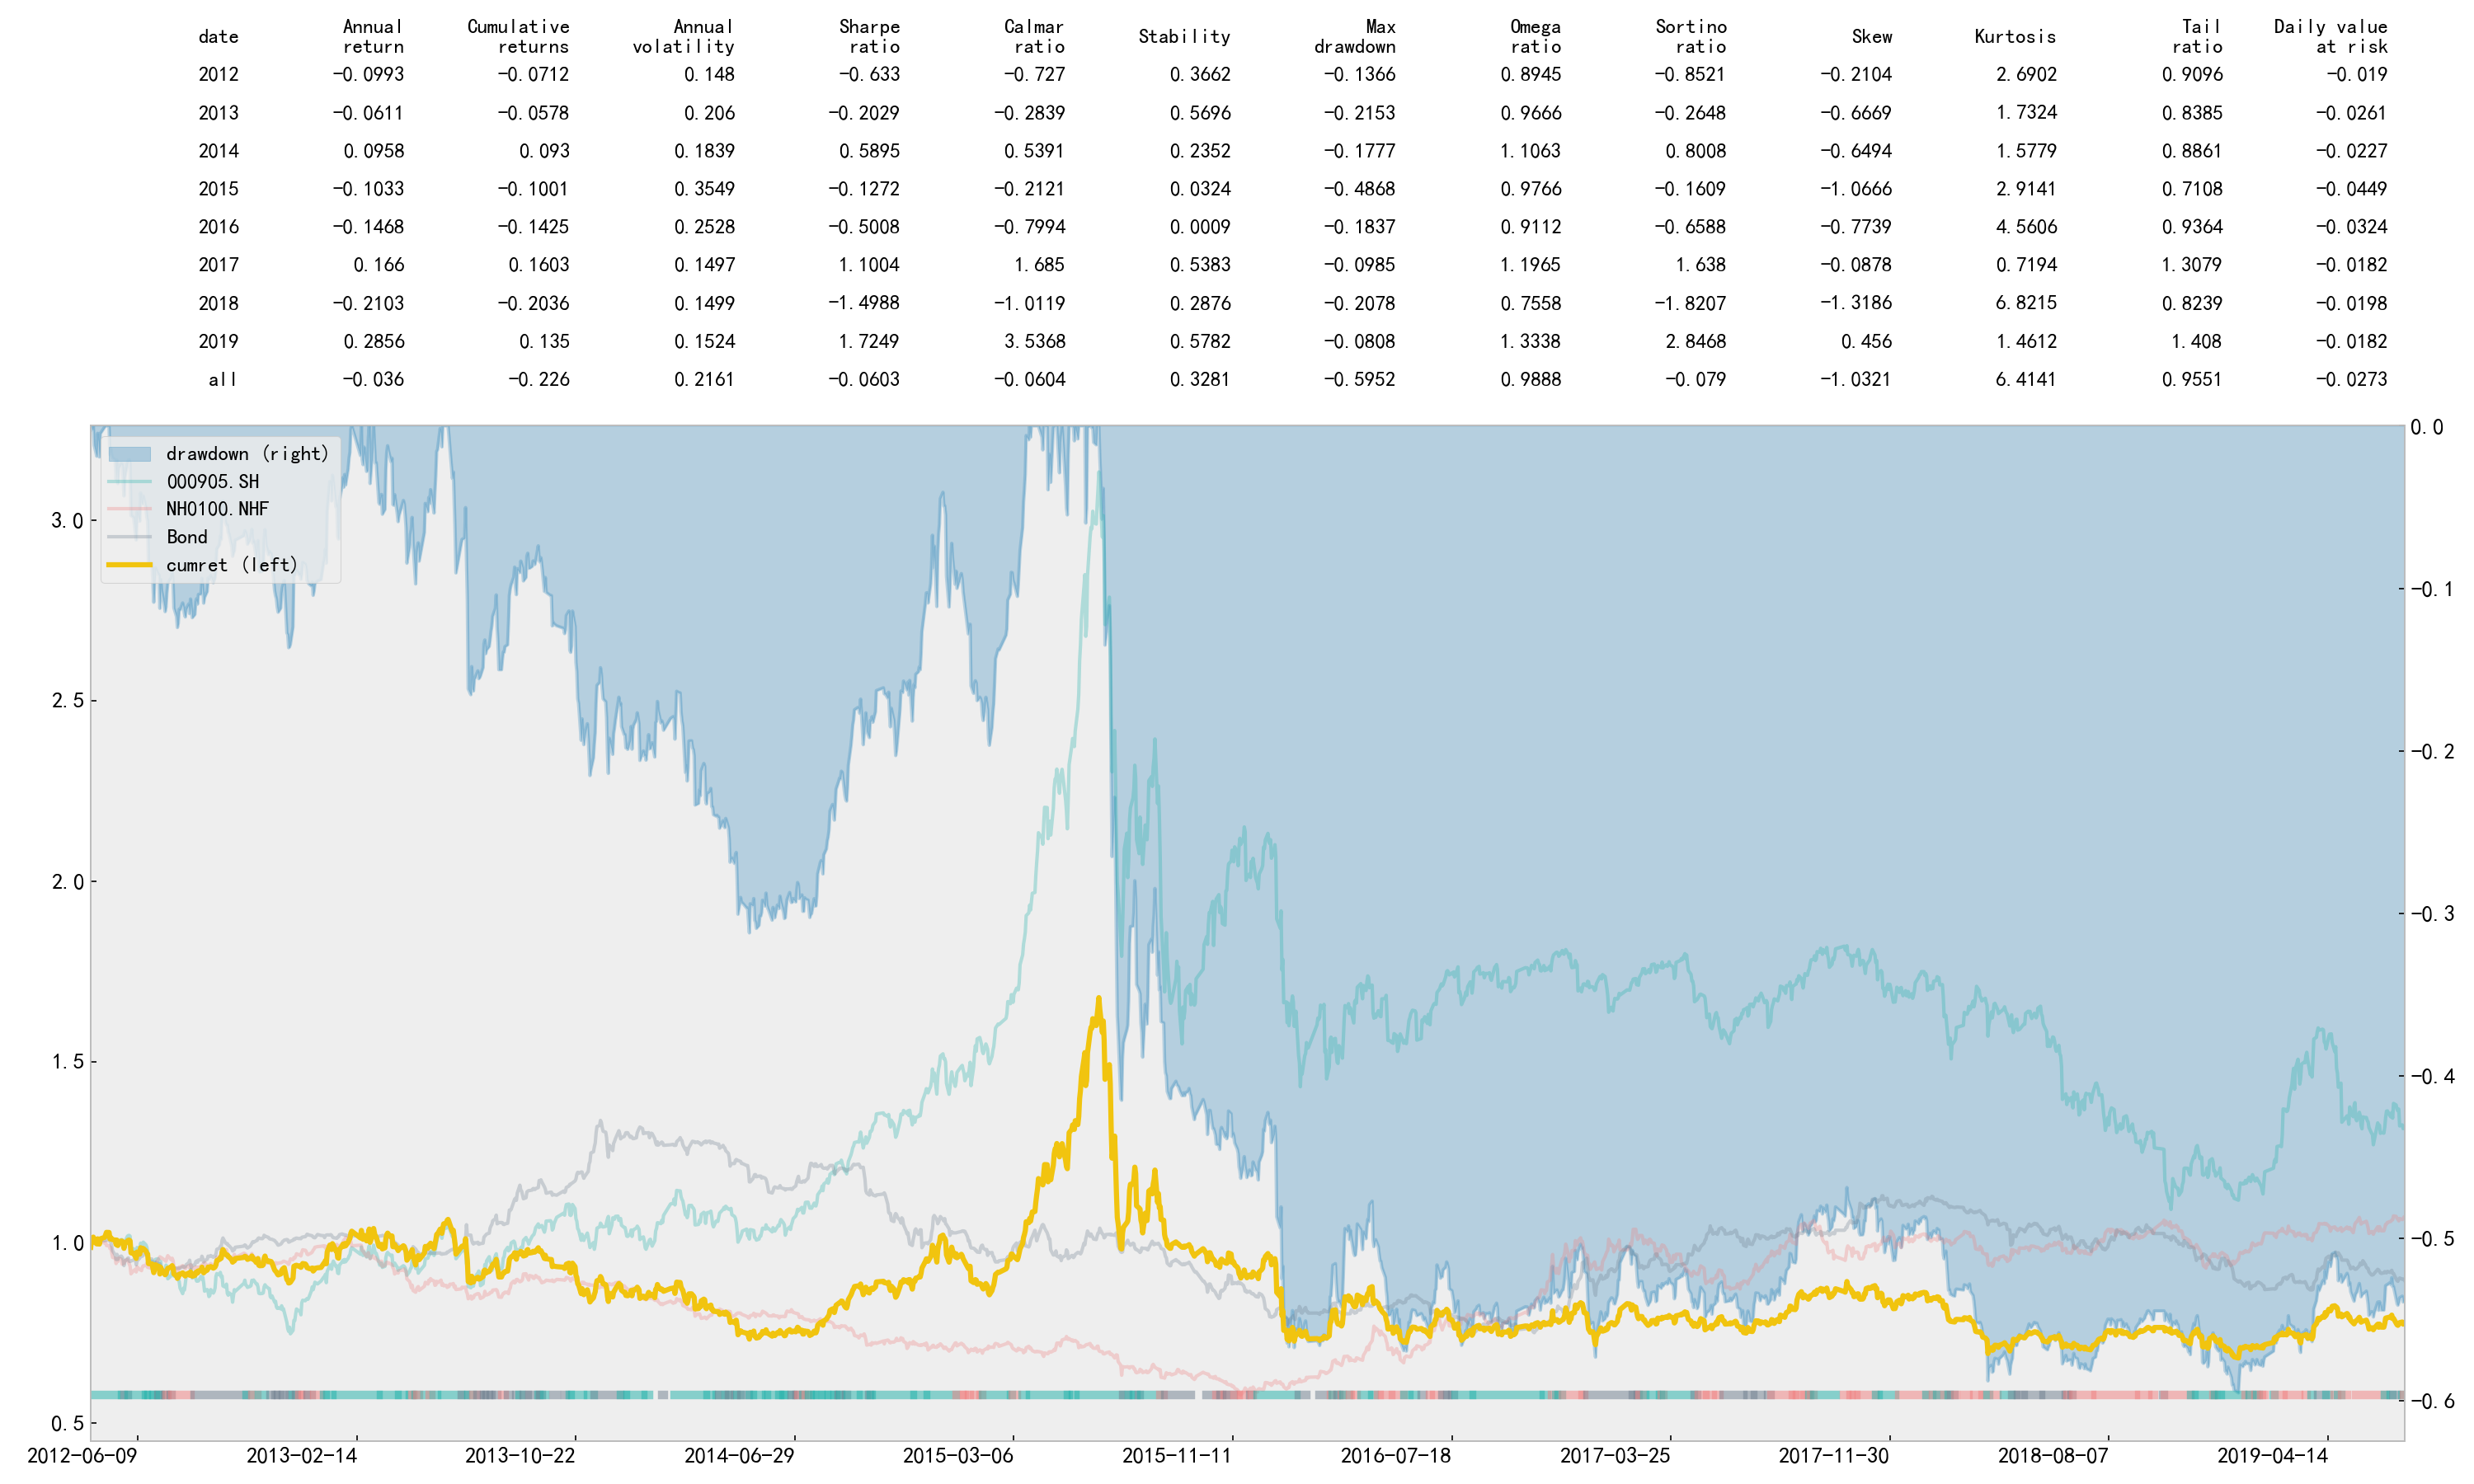 date Annual return Cumulative returns Annual volatility Sharpe ratio Calmar ratio Stability Max drawdown Omega ratio Sortino ratio Skew Kurtosis Tail ratio Daily value at risk
2012 -0.0993 -0.0712 0.148 -0.633 -0.727 0.3662 -0.1366 0.8945 -0.8521 -0.2104 2.6902 0.9096 -0.019
2013 -0.0611 -0.0578 0.206 -0.2029 -0.2839 0.5696 -0.2153 0.9666 -0.2648 -0.6669 1.7324 0.8385 -0.0261
2014 0.0958 0.093 0.1839 0.5895 0.5391 0.2352 -0.1777 1.1063 0.8008 -0.6494 1.5779 0.8861 -0.0227
2015 -0.1033 -0.1001 0.3549 -0.1272 -0.2121 0.0324 -0.4868 0.9766 -0.1609 -1.0666 2.9141 0.7108 -0.0449
2016 -0.1468 -0.1425 0.2528 -0.5008 -0.7994 0.0009 -0.1837 0.9112 -0.6588 -0.7739 4.5606 0.9364 -0.0324
2017 0.166 0.1603 0.1497 1.1004 1.685 0.5383 -0.0985 1.1965 1.638 -0.0878 0.7194 1.3079 -0.0182
2018 -0.2103 -0.2036 0.1499 -1.4988 -1.0119 0.2876 -0.2078 0.7558 -1.8207 -1.3186 6.8215 0.8239 -0.0198
2019 0.2856 0.135 0.1524 1.7249 3.5368 0.5782 -0.0808 1.3338 2.8468 0.456 1.4612 1.408 -0.0182
all -0.036 -0.226 0.2161 -0.0603 -0.0604 0.3281 -0.5952 0.9888 -0.079 -1.0321 6.4141 0.9551 -0.0273
drawdown (right)
000905.SH
NH0100.NHF
Bond
cumret (left)
3.0
2.5
2.0
1.5
1.0
0.5
0.0
-0.1
-0.2
-0.3
-0.4
-0.5
-0.6
2012-06-09 2013-02-14 2013-10-22 2014-06-29 2015-03-06 2015-11-11 2016-07-18 2017-03-25 2017-11-30 2018-08-07 2019-04-14